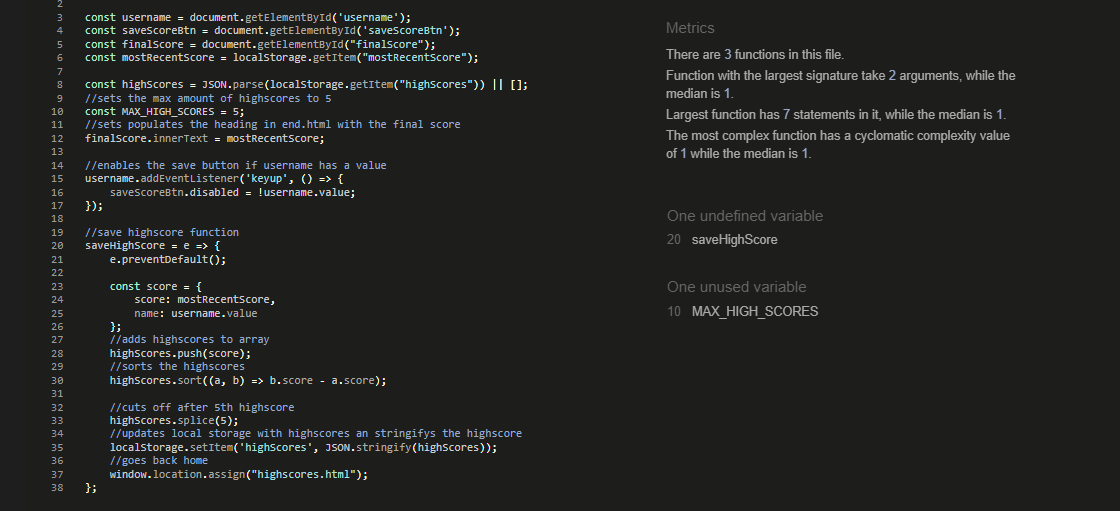 2
3 const username = document.getElementById('username');
4 const saveScoreBtn = document.getElementById('saveScoreBtn');
5 const finalScore = document.getElementById("finalScore");
6 const mostRecentScore = localStorage.getItem("mostRecentScore");
7
8 const highScores = JSON.parse(localStorage.getItem("highScores")) || [];
9 //sets the max amount of highscores to 5
10 const MAX_HIGH_SCORES = 5;
11 //sets populates the heading in end.html with the final score
12 finalScore.innerText = mostRecentScore;
13
14 //enables the save button if username has a value
15 username.addEventListener('keyup', () => {
16 saveScoreBtn.disabled = !username.value;
17 });
18
19 //save highscore function
20 saveHighScore = e => {
21 e.preventDefault();
22
23 const score = {
24 score: mostRecentScore,
25 name: username.value
26 };
27 //adds highscores to array
28 highScores.push(score);
29 //sorts the highscores
30 highScores.sort((a, b) => b.score - a.score);
31
32 //cuts off after 5th highscore
33 highScores.splice(5);
34 //updates local storage with highscores an stringifys the highscore
35 localStorage.setItem('highScores', JSON.stringify(highScores));
36 //goes back home
37 window.location.assign("highscores.html");
38 };
Metrics
There are 3 functions in this file.
Function with the largest signature take 2 arguments, while the
median is 1.
Largest function has 7 statements in it, while the median is 1.
The most complex function has a cyclomatic complexity value
of 1 while the median is 1.
One undefined variable
20 saveHighScore
One unused variable
10 MAX_HIGH_SCORES